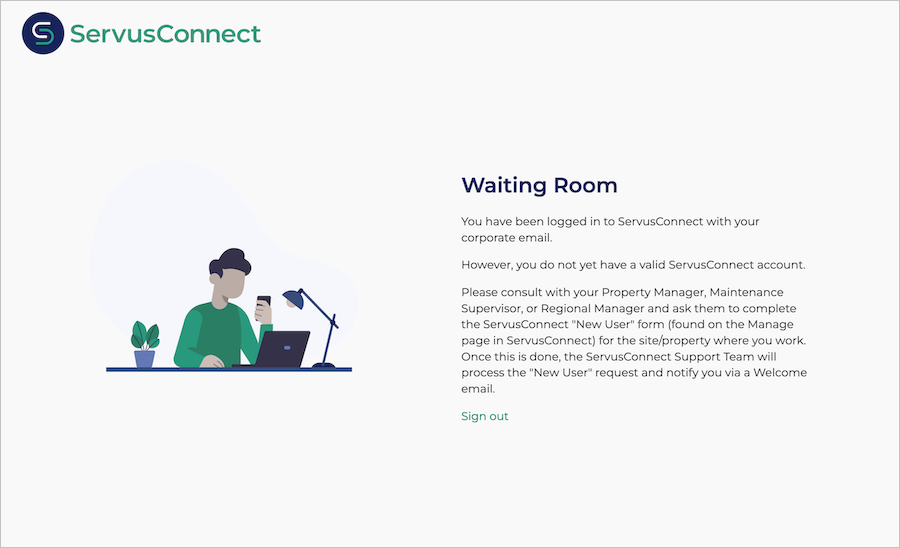 ServusConnect
Waiting Room
You have been logged in to ServusConnect with your
corporate email.
However, you do not yet have a valid ServusConnect account.
Please consult with your Property Manager, Maintenance
Supervisor, or Regional Manager and ask them to complete
the ServusConnect "New User" form (found on the Manage
page in ServusConnect) for the site/property where you work.
Once this is done, the ServusConnect Support Team will
process the "New User" request and notify you via a Welcome
email.
Sign out